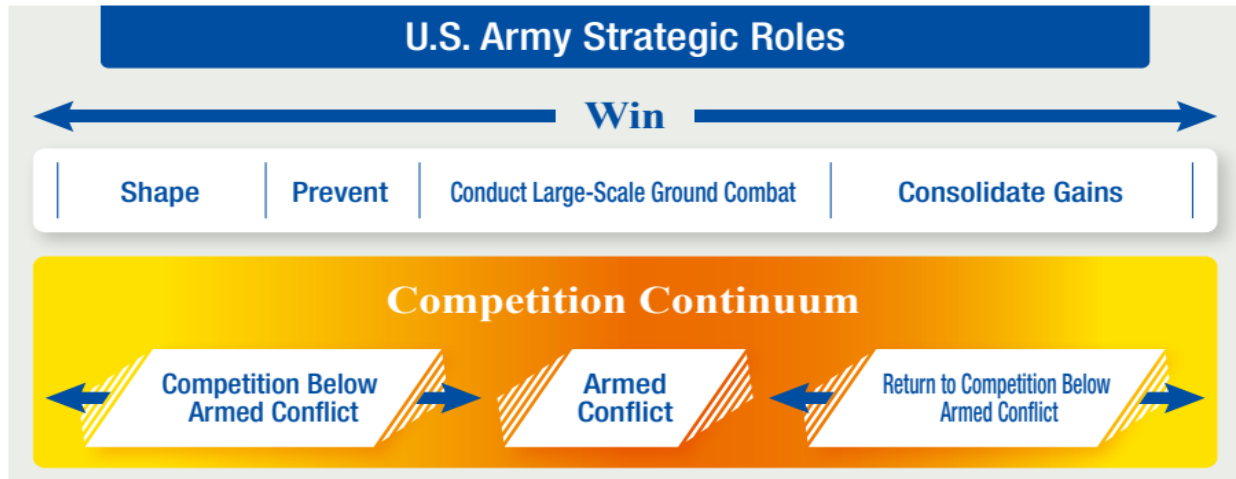 U.S. Army Strategic Roles
Win
Shape
Prevent
Conduct Large-Scale Ground Combat
Consolidate Gains
Competition Continuum
Competition Below
Armed Conflict
Armed
Conflict
Return to Competition Below
Armed Conflict